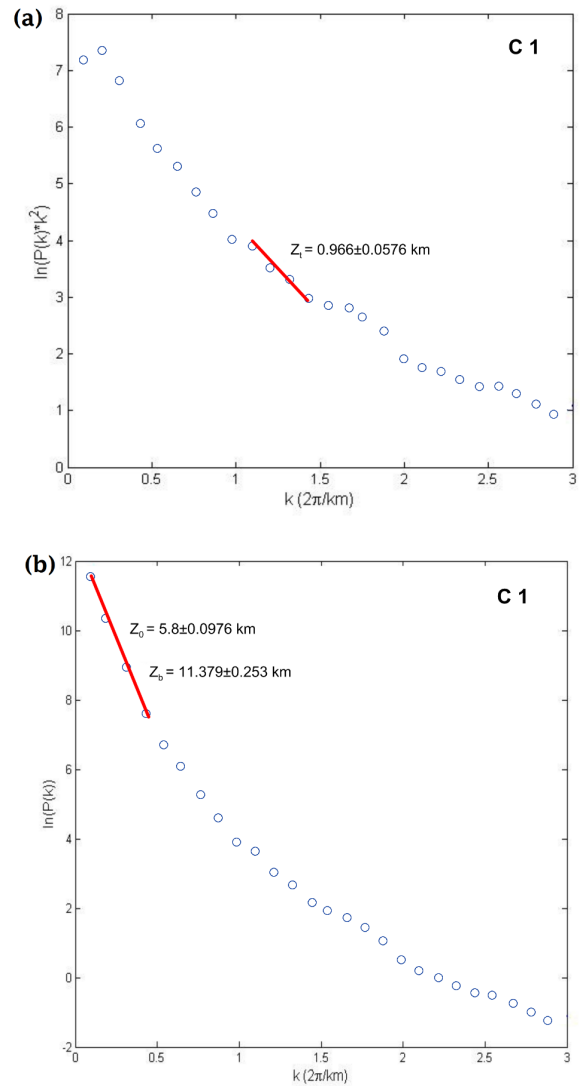 (a)
C 1
8
7
6
5
4
3
2
1
0
ln(P(k)*k²)
Zₜ = 0.966±0.0576 km
0 0.5 1 1.5 2 2.5 3
k (2π/km)
(b)
C 1
12
10
8
6
4
2
0
-2
ln(P(k))
Z₀ = 5.8±0.0976 km
Z_b = 11.379±0.253 km
0 0.5 1 1.5 2 2.5 3
k (2π/km)